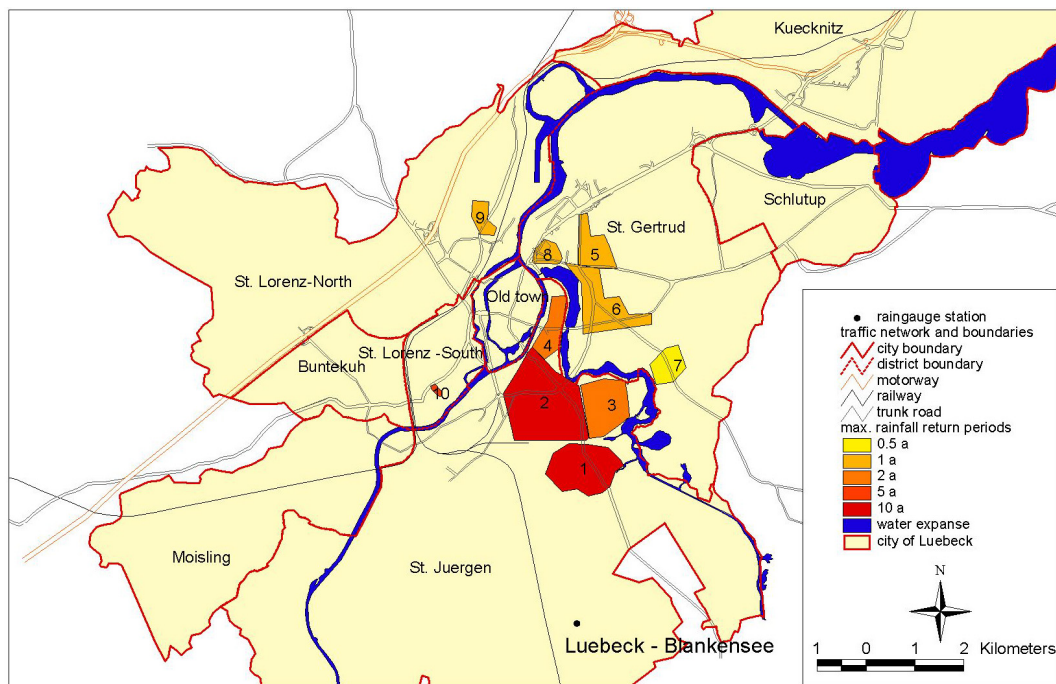 Kuecknitz
Schlutup
9
St. Gertrud
8
5
St. Lorenz-North
Old town
6
St. Lorenz -South
4
Buntekuh
7
10
2
3
1
Moisling
St. Juergen
Luebeck - Blankensee
raingauge station
traffic network and boundaries
city boundary
district boundary
motorway
railway
trunk road
max. rainfall return periods
0.5 a
1 a
2 a
5 a
10 a
water expanse
city of Luebeck
N
1 0 1 2 Kilometers